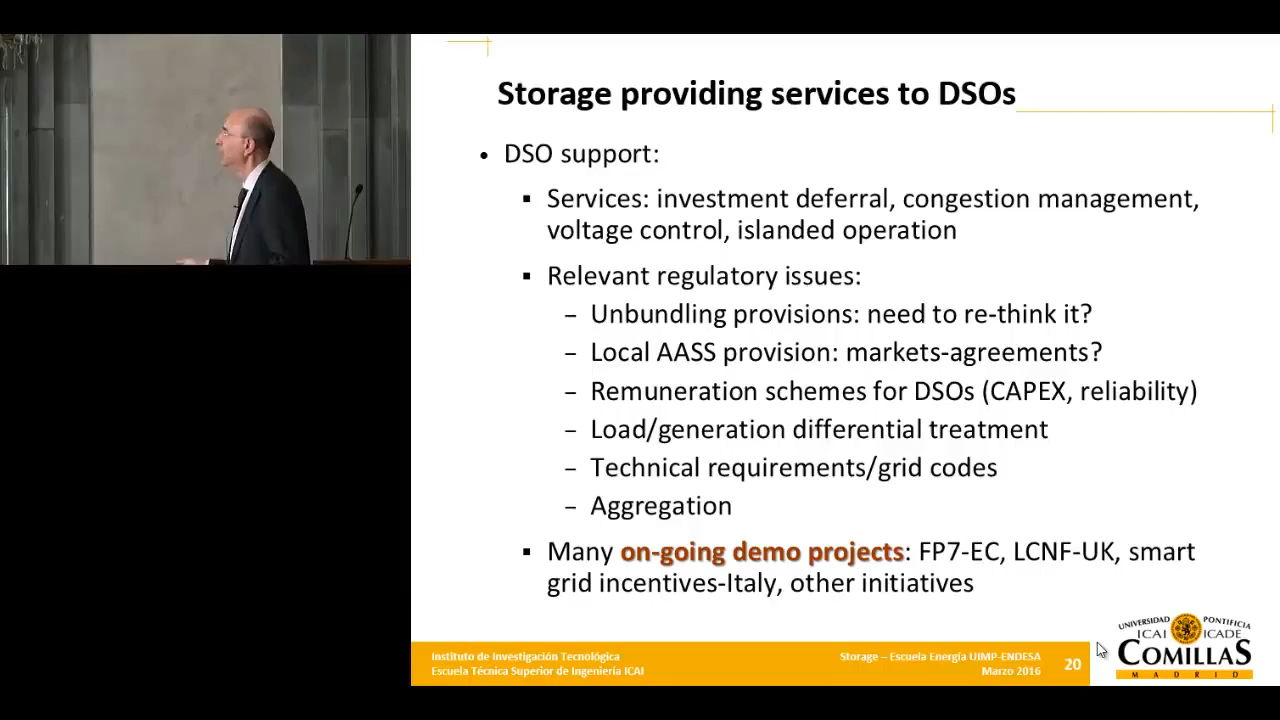 Storage providing services to DSOs
• DSO support:
▪ Services: investment deferral, congestion management,
voltage control, islanded operation
▪ Relevant regulatory issues:
– Unbundling provisions: need to re-think it?
– Local AASS provision: markets-agreements?
– Remuneration schemes for DSOs (CAPEX, reliability)
– Load/generation differential treatment
– Technical requirements/grid codes
– Aggregation
▪ Many on-going demo projects: FP7-EC, LCNF-UK, smart
grid incentives-Italy, other initiatives
Instituto de Investigación Tecnológica
Escuela Técnica Superior de Ingeniería ICAI
Storage – Escuela Energía UIMP-ENDESA
Marzo 2016
20
UNIVERSIDAD PONTIFICIA
ICAI ICADE
COMILLAS
MADRID